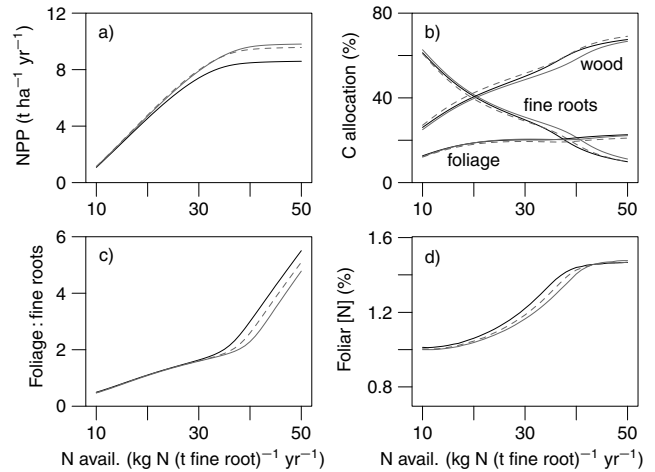 a)
NPP (t ha⁻¹ yr⁻¹)
12
8
4
0
10 30 50
b)
C allocation (%)
80
60
40
20
0
wood
fine roots
foliage
10 30 50
c)
Foliage:fine roots
6
4
2
0
10 30 50
N avail. (kg N (t fine root)⁻¹ yr⁻¹)
d)
Foliar [N] (%)
1.6
1.2
0.8
10 30 50
N avail. (kg N (t fine root)⁻¹ yr⁻¹)